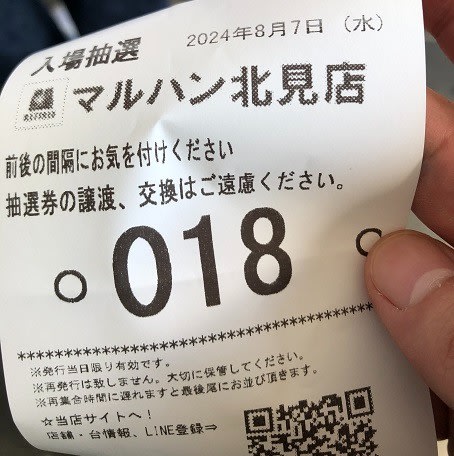 入場抽選
2024年8月7日 (水)
マルハン北見店
前後の間隔にお気を付けください
抽選券の譲渡、交換はご遠慮ください。
○ 018 ○
******************************
※発行当日限り有効です。
※再発行は致しません。大切に保管してください。
※再集合時間に遅れますと最後尾にお並び頂きます。
☆当店サイトへ!
店舗・台情報、LINE登録⇒